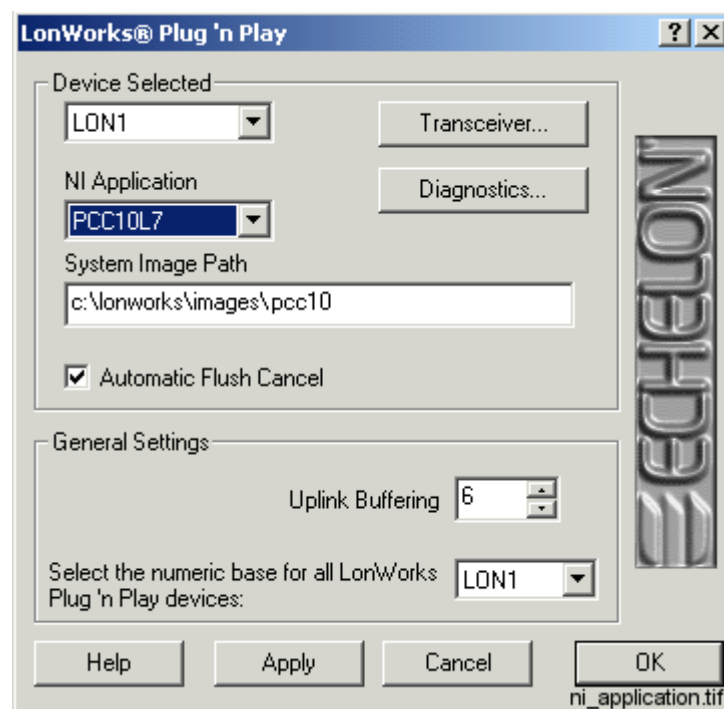 LonWorks® Plug 'n Play
Device Selected
LON1
Transceiver...
NI Application
Diagnostics...
PCC10L7
System Image Path
c:\lonworks\images\pcc10
Automatic Flush Cancel
ECHELON
General Settings
Uplink Buffering
6
Select the numeric base for all LonWorks
Plug 'n Play devices:
LON1
Help
Apply
Cancel
OK
ni_application.tif